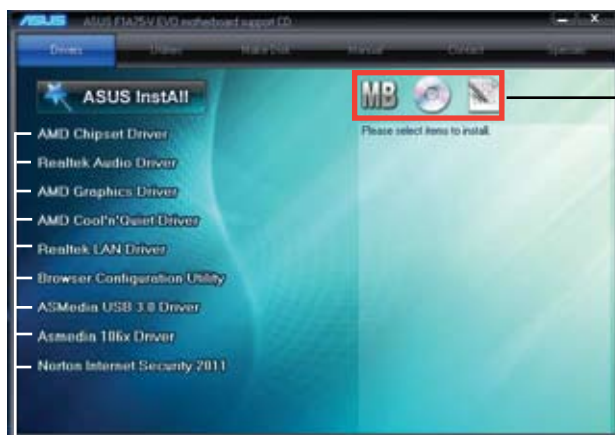 ASUS ASUS F1A75-V EVO motherboard support CD
Drivers Utilities Make Disk Manual Contact Specials
ASUS InstAll
MB
Please select items to install.
AMD Chipset Driver
Realtek Audio Driver
AMD Graphics Driver
AMD Cool'n'Quiet Driver
Realtek LAN Driver
Browser Configuration Utility
ASMedia USB 3.0 Driver
Asmedia 106x Driver
Norton Internet Security 2011